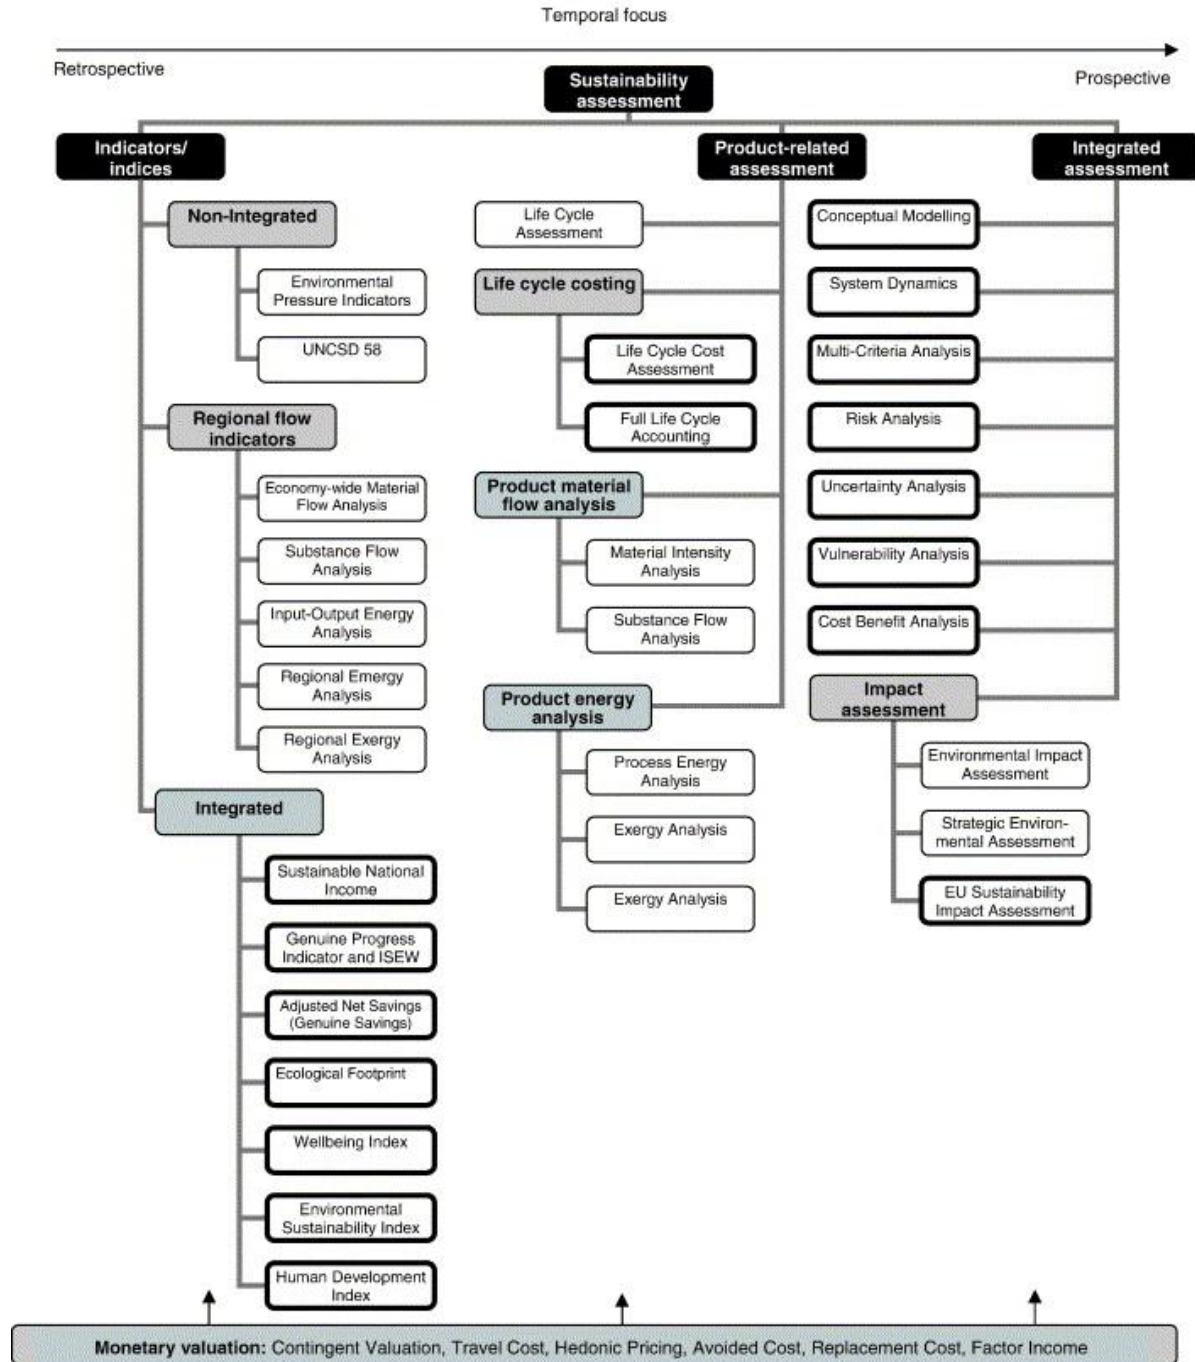 Temporal focus
Retrospective
Prospective
Sustainability
assessment
Indicators/
indices
Product-related
assessment
Integrated
assessment
Non-Integrated
Environmental
Pressure Indicators
UNCSD 58
Regional flow
indicators
Economy-wide Material
Flow Analysis
Substance Flow
Analysis
Input-Output Energy
Analysis
Regional Emergy
Analysis
Regional Exergy
Analysis
Integrated
Sustainable National
Income
Genuine Progress
Indicator and ISEW
Adjusted Net Savings
(Genuine Savings)
Ecological Footprint
Wellbeing Index
Environmental
Sustainability Index
Human Development
Index
Life Cycle
Assessment
Life cycle costing
Life Cycle Cost
Assessment
Full Life Cycle
Accounting
Product material
flow analysis
Material Intensity
Analysis
Substance Flow
Analysis
Product energy
analysis
Process Energy
Analysis
Exergy Analysis
Exergy Analysis
Conceptual Modelling
System Dynamics
Multi-Criteria Analysis
Risk Analysis
Uncertainty Analysis
Vulnerability Analysis
Cost Benefit Analysis
Impact
assessment
Environmental Impact
Assessment
Strategic Environ-
mental Assessment
EU Sustainability
Impact Assessment
Monetary valuation: Contingent Valuation, Travel Cost, Hedonic Pricing, Avoided Cost, Replacement Cost, Factor Income